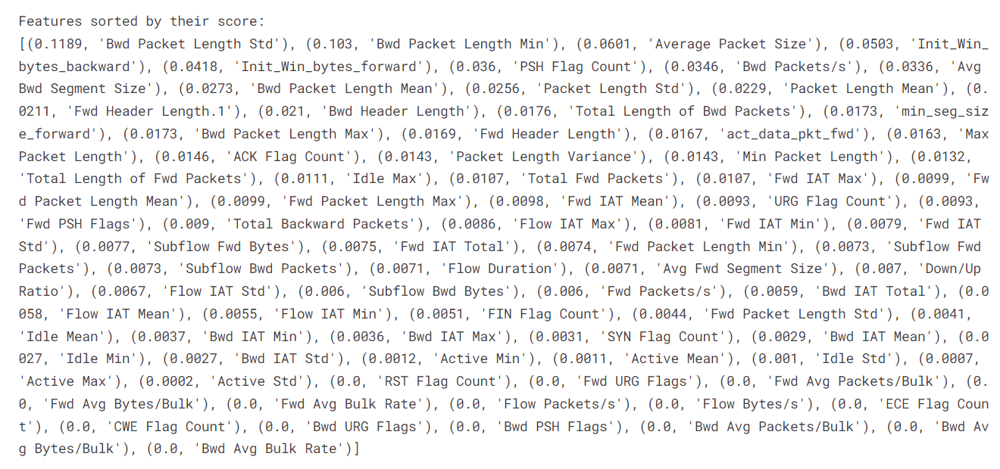 Features sorted by their score:
[(0.1189, 'Bwd Packet Length Std'), (0.103, 'Bwd Packet Length Min'), (0.0601, 'Average Packet Size'), (0.0503, 'Init_Win_
bytes_backward'), (0.0418, 'Init_Win_bytes_forward'), (0.036, 'PSH Flag Count'), (0.0346, 'Bwd Packets/s'), (0.0336, 'Avg
Bwd Segment Size'), (0.0273, 'Bwd Packet Length Mean'), (0.0256, 'Packet Length Std'), (0.0229, 'Packet Length Mean'), (0.
0211, 'Fwd Header Length.1'), (0.021, 'Bwd Header Length'), (0.0176, 'Total Length of Bwd Packets'), (0.0173, 'min_seg_siz
e_forward'), (0.0173, 'Bwd Packet Length Max'), (0.0169, 'Fwd Header Length'), (0.0167, 'act_data_pkt_fwd'), (0.0163, 'Max
Packet Length'), (0.0146, 'ACK Flag Count'), (0.0143, 'Packet Length Variance'), (0.0143, 'Min Packet Length'), (0.0132,
'Total Length of Fwd Packets'), (0.0111, 'Idle Max'), (0.0107, 'Total Fwd Packets'), (0.0107, 'Fwd IAT Max'), (0.0099, 'Fw
d Packet Length Mean'), (0.0099, 'Fwd Packet Length Max'), (0.0098, 'Fwd IAT Mean'), (0.0093, 'URG Flag Count'), (0.0093,
'Fwd PSH Flags'), (0.009, 'Total Backward Packets'), (0.0086, 'Flow IAT Max'), (0.0081, 'Fwd IAT Min'), (0.0079, 'Fwd IAT
Std'), (0.0077, 'Subflow Fwd Bytes'), (0.0075, 'Fwd IAT Total'), (0.0074, 'Fwd Packet Length Min'), (0.0073, 'Subflow Fwd
Packets'), (0.0073, 'Subflow Bwd Packets'), (0.0071, 'Flow Duration'), (0.0071, 'Avg Fwd Segment Size'), (0.007, 'Down/Up
Ratio'), (0.0067, 'Flow IAT Std'), (0.006, 'Subflow Bwd Bytes'), (0.006, 'Fwd Packets/s'), (0.0059, 'Bwd IAT Total'), (0.0
058, 'Flow IAT Mean'), (0.0055, 'Flow IAT Min'), (0.0051, 'FIN Flag Count'), (0.0044, 'Fwd Packet Length Std'), (0.0041,
'Idle Mean'), (0.0037, 'Bwd IAT Min'), (0.0036, 'Bwd IAT Max'), (0.0031, 'SYN Flag Count'), (0.0029, 'Bwd IAT Mean'), (0.0
027, 'Idle Min'), (0.0027, 'Bwd IAT Std'), (0.0012, 'Active Min'), (0.0011, 'Active Mean'), (0.001, 'Idle Std'), (0.0007,
'Active Max'), (0.0002, 'Active Std'), (0.0, 'RST Flag Count'), (0.0, 'Fwd URG Flags'), (0.0, 'Fwd Avg Packets/Bulk'), (0.
0, 'Fwd Avg Bytes/Bulk'), (0.0, 'Fwd Avg Bulk Rate'), (0.0, 'Flow Packets/s'), (0.0, 'Flow Bytes/s'), (0.0, 'ECE Flag Coun
t'), (0.0, 'CWE Flag Count'), (0.0, 'Bwd URG Flags'), (0.0, 'Bwd PSH Flags'), (0.0, 'Bwd Avg Packets/Bulk'), (0.0, 'Bwd Av
g Bytes/Bulk'), (0.0, 'Bwd Avg Bulk Rate')]